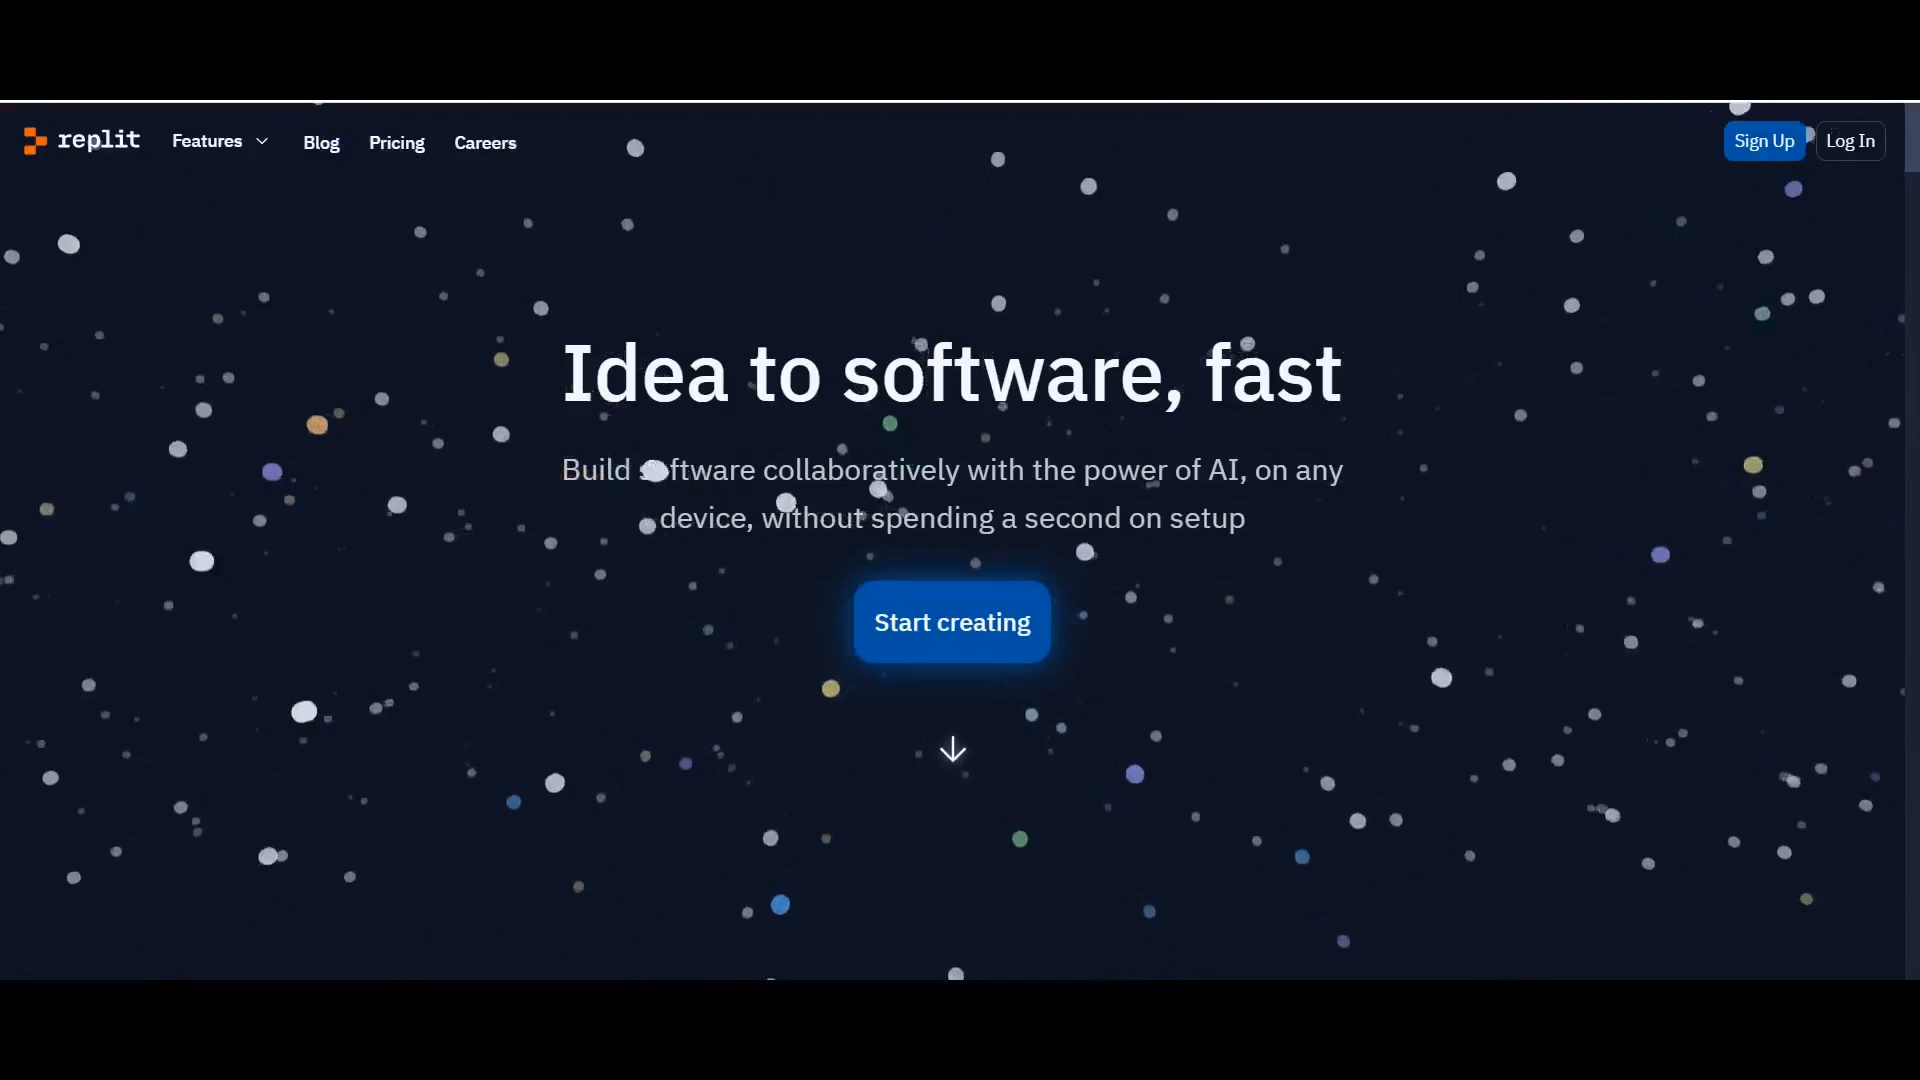 replit
Features
Blog
Pricing
Careers
Sign Up
Log In
Idea to software, fast
Build software collaboratively with the power of AI, on any
device, without spending a second on setup
Start creating